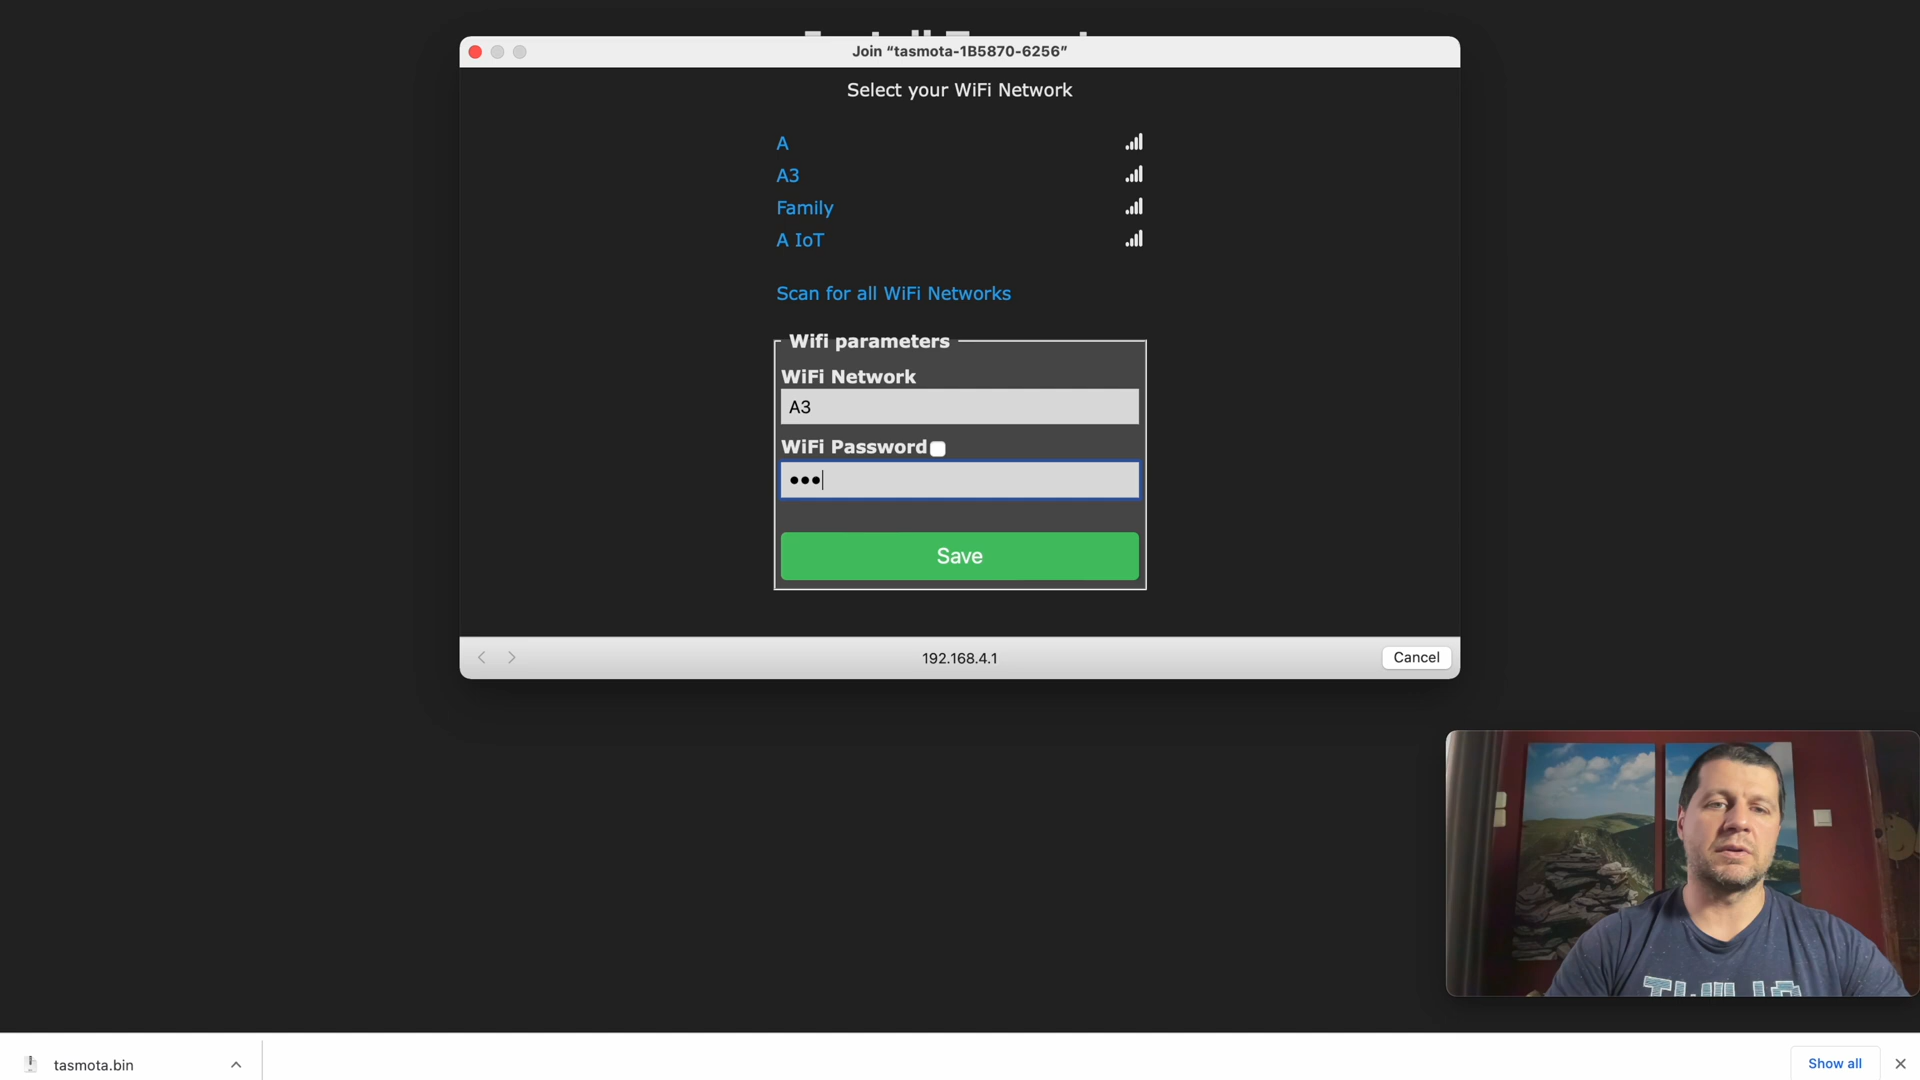 Join “tasmota-1B5870-6256”
Select your WiFi Network
A
A3
Family
A IoT
Scan for all WiFi Networks
Wifi parameters
WiFi Network
A3
WiFi Password
•••
Save
192.168.4.1
Cancel
tasmota.bin
Show all